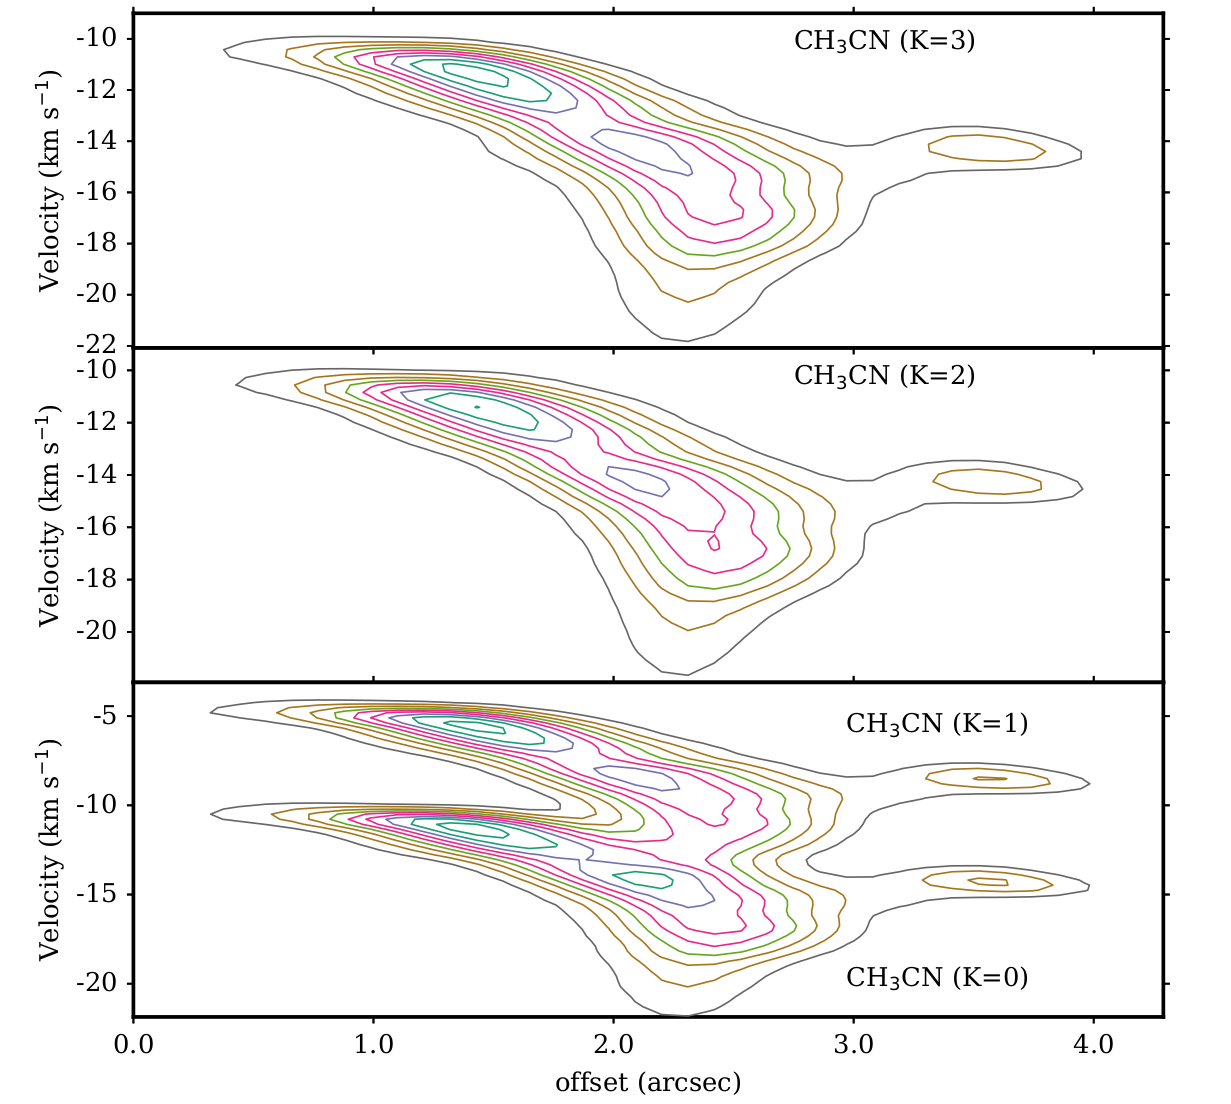 -10
CH₃CN (K=3)
-12
-14
-16
-18
-20
-22
Velocity (km s⁻¹)
-10
CH₃CN (K=2)
-12
-14
-16
-18
-20
Velocity (km s⁻¹)
-5
CH₃CN (K=1)
-10
-15
-20
CH₃CN (K=0)
Velocity (km s⁻¹)
0.0 1.0 2.0 3.0 4.0
offset (arcsec)